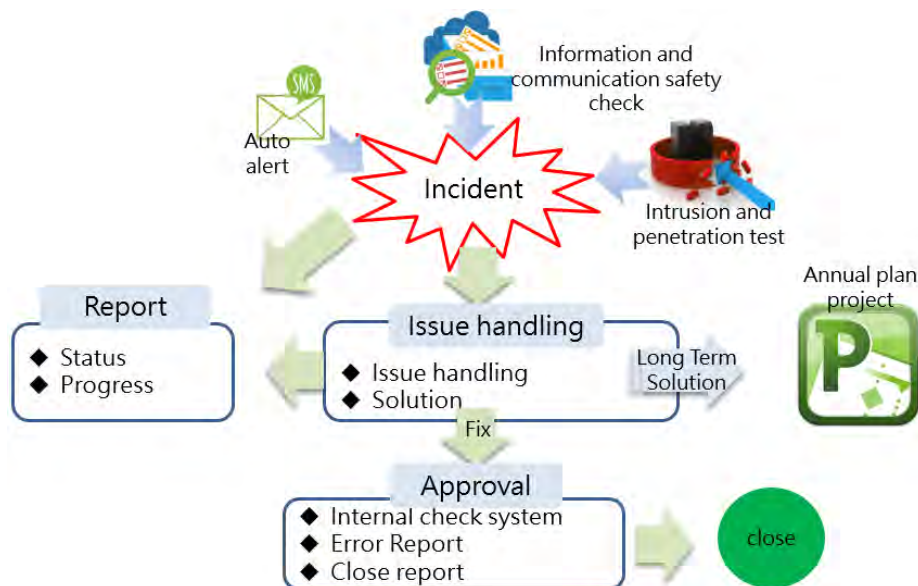 SMS
Information and
communication safety
check
Auto
alert
Incident
Intrusion and
penetration test
Annual plan
project
Report
Status
Progress
Issue handling
Issue handling
Solution
Long Term
Solution
P
Fix
Approval
Internal check system
Error Report
Close report
close